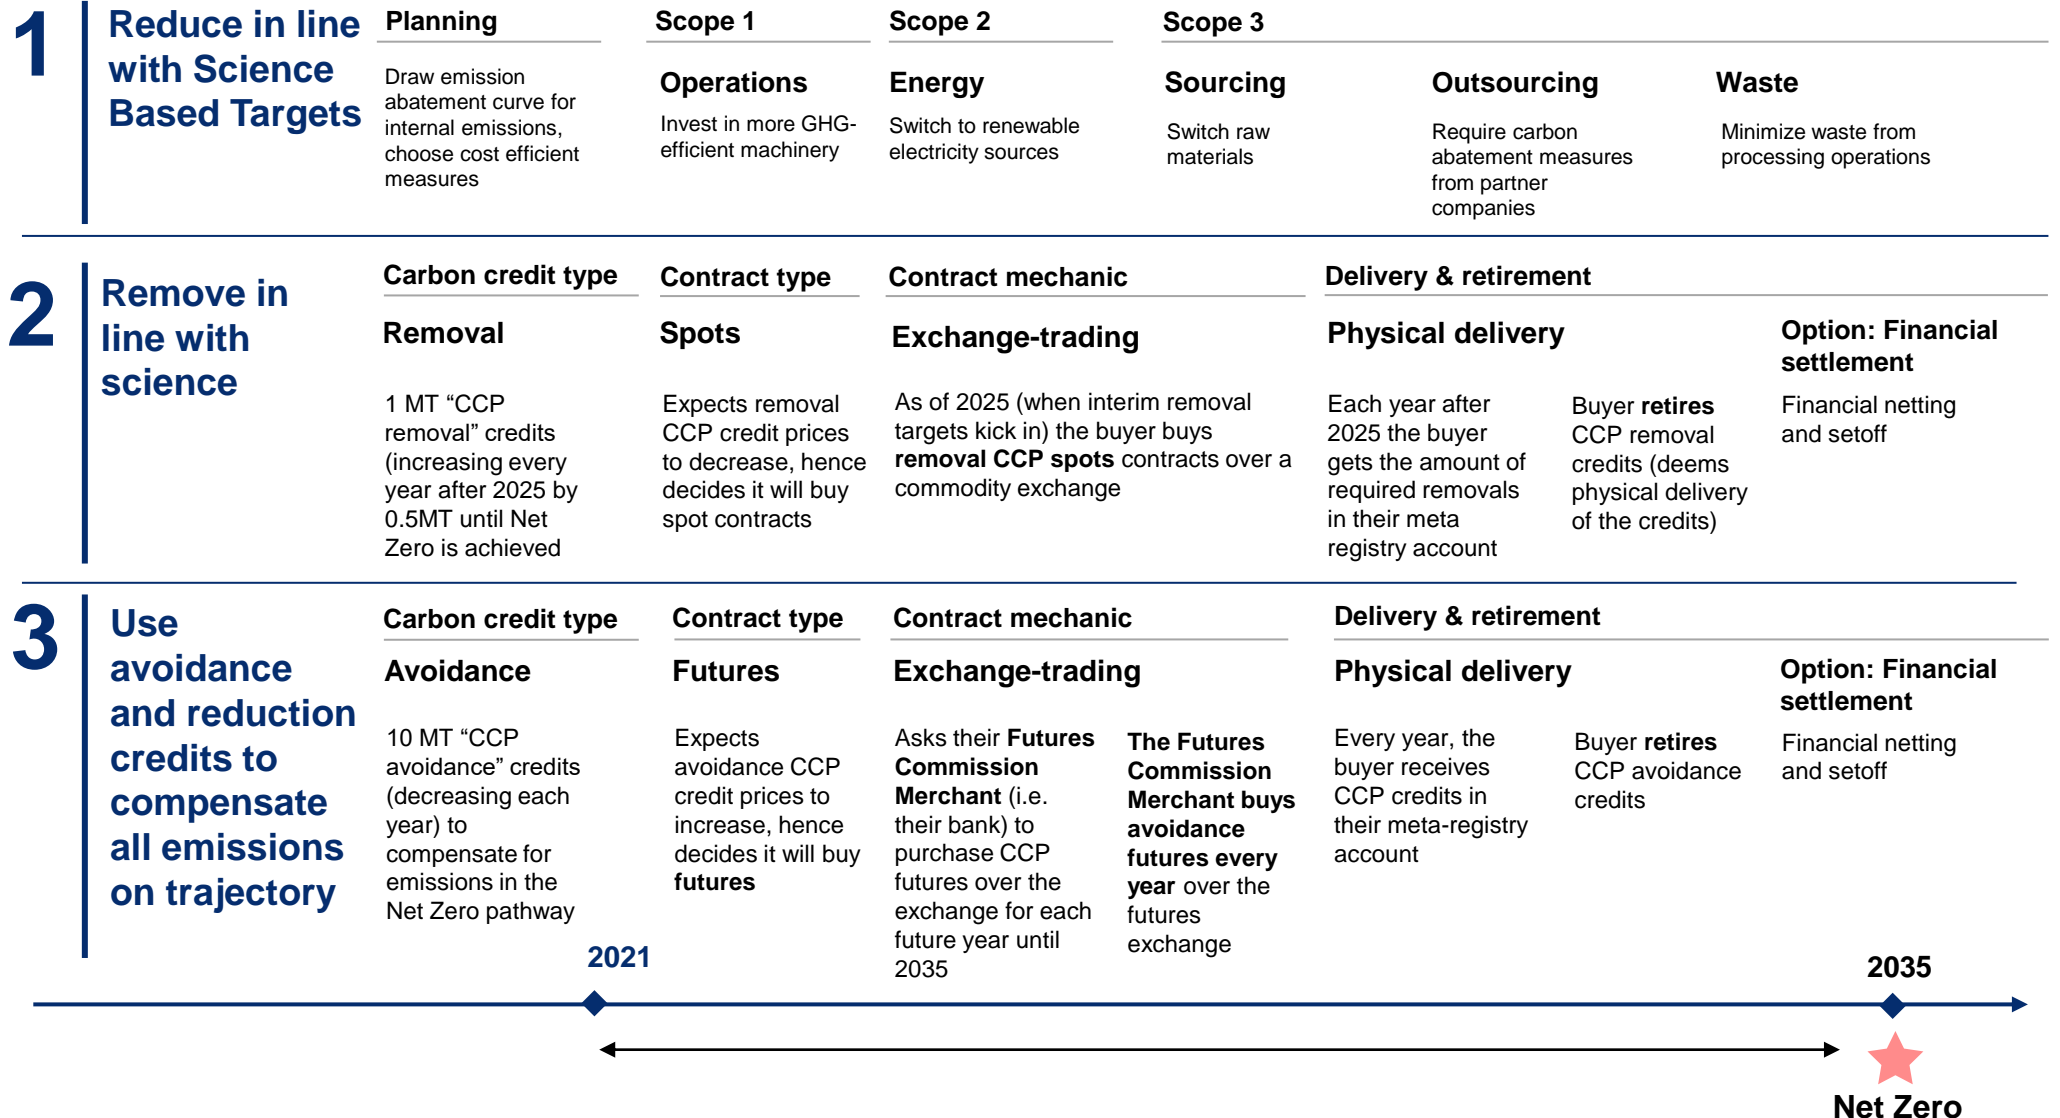 1
Reduce in line
with Science
Based Targets
Planning
Draw emission
abatement curve for
internal emissions,
choose cost efficient
measures
Scope 1
Operations
Invest in more GHG-
efficient machinery
Scope 2
Energy
Switch to renewable
electricity sources
Scope 3
Sourcing
Switch raw
materials
Outsourcing
Require carbon
abatement measures
from partner
companies
Waste
Minimize waste from
processing operations
2
Remove in
line with
science
Carbon credit type
Removal
1 MT “CCP
removal” credits
(increasing every
year after 2025 by
0.5MT until Net
Zero is achieved
Contract type
Spots
Expects removal
CCP credit prices
to decrease, hence
decides it will buy
spot contracts
Contract mechanic
Exchange-trading
As of 2025 (when interim removal
targets kick in) the buyer buys
removal CCP spots contracts over a
commodity exchange
Delivery & retirement
Physical delivery
Each year after
2025 the buyer
gets the amount of
required removals
in their meta
registry account
Buyer retires
CCP removal
credits (deems
physical delivery
of the credits)
Option: Financial
settlement
Financial netting
and setoff
3
Use
avoidance
and reduction
credits to
compensate
all emissions
on trajectory
Carbon credit type
Avoidance
10 MT “CCP
avoidance” credits
(decreasing each
year) to
compensate for
emissions in the
Net Zero pathway
Contract type
Futures
Expects
avoidance CCP
credit prices to
increase, hence
decides it will buy
futures
Contract mechanic
Exchange-trading
Asks their Futures
Commission
Merchant (i.e.
their bank) to
purchase CCP
futures over the
exchange for each
future year until
2035
The Futures
Commission
Merchant buys
avoidance
futures every
year over the
futures
exchange
Delivery & retirement
Physical delivery
Every year, the
buyer receives
CCP credits in
their meta-registry
account
Buyer retires
CCP avoidance
credits
Option: Financial
settlement
Financial netting
and setoff
2021
2035
Net Zero